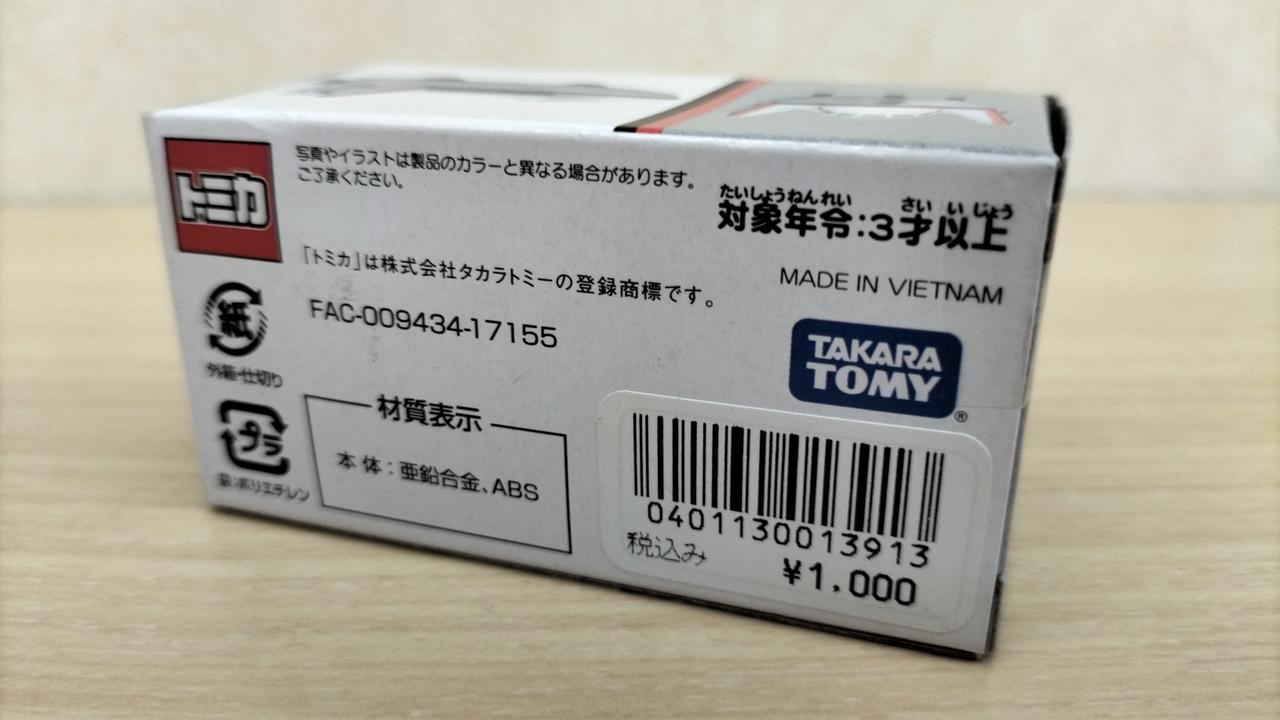 トミカ
写真やイラストは製品のカラーと異なる場合があります。
ご了承ください。
たいしょうねんれい さい い じょう
対象年令:3才以上
「トミカ」は株式会社タカラトミーの登録商標です。
MADE IN VIETNAM
FAC-009434-17155
紙
外箱・仕切り
TAKARA
TOMY
®
プラ
袋:ポリエチレン
材質表示
本体:亜鉛合金、ABS
0401130013913
税込み
¥1,000